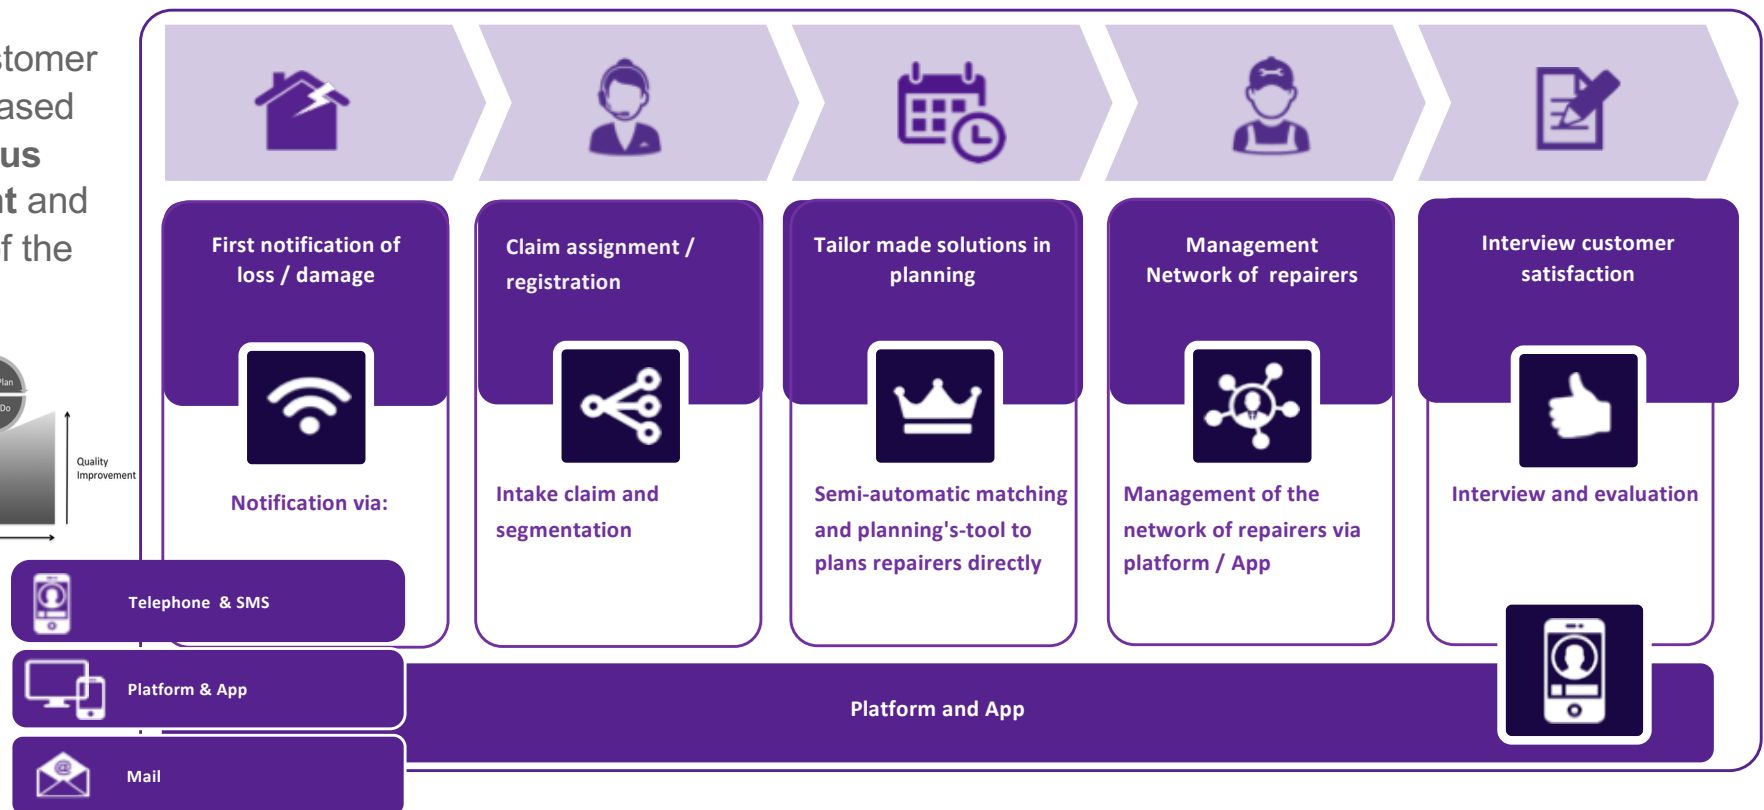 stomer
ased
us
nt and
of the
Plan
Do
Quality
Improvement
First notification of
loss / damage
Notification via:
Telephone & SMS
Platform & App
Mail
Claim assignment /
registration
Intake claim and
segmentation
Tailor made solutions in
planning
Semi-automatic matching
and planning's-tool to
plans repairers directly
Management
Network of repairers
Management of the
network of repairers via
platform / App
Interview customer
satisfaction
Interview and evaluation
Platform and App